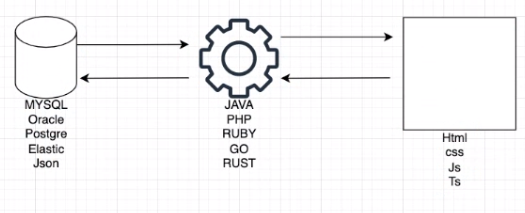 MYSQL
Oracle
Postgre
Elastic
Json
JAVA
PHP
RUBY
GO
RUST
Html
css
Js
Ts